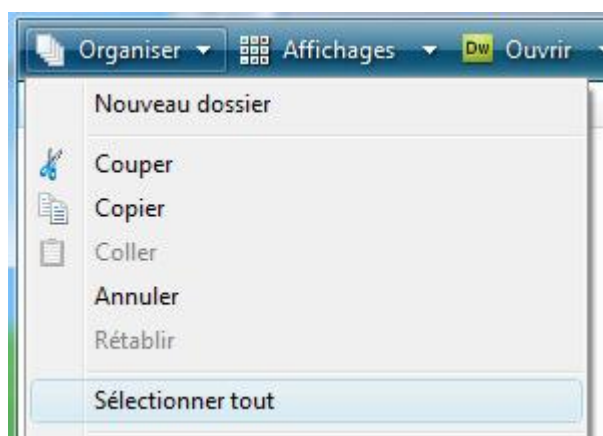 Organiser Affichages Dw Ouvrir
Nouveau dossier
Couper
Copier
Coller
Annuler
Rétablir
Sélectionner tout